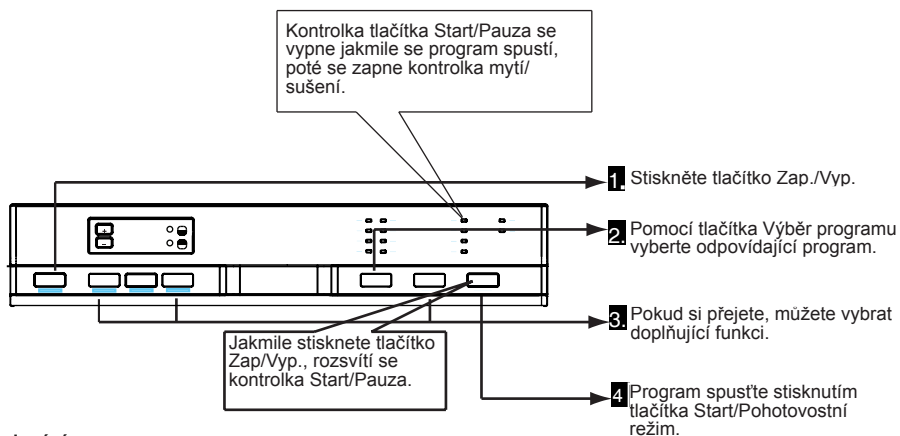 Kontrolka tlačítka Start/Pauza se
vypne jakmile se program spustí,
poté se zapne kontrolka mytí/
sušení.
1. Stiskněte tlačítko Zap./Vyp.
2. Pomocí tlačítka Výběr programu
vyberte odpovídající program.
+
-
3. Pokud si přejete, můžete vybrat
doplňující funkci.
Jakmile stisknete tlačítko
Zap/Vyp., rozsvítí se
kontrolka Start/Pauza.
4 Program spusťte stisknutím
tlačítka Start/Pohotovostní
režim.